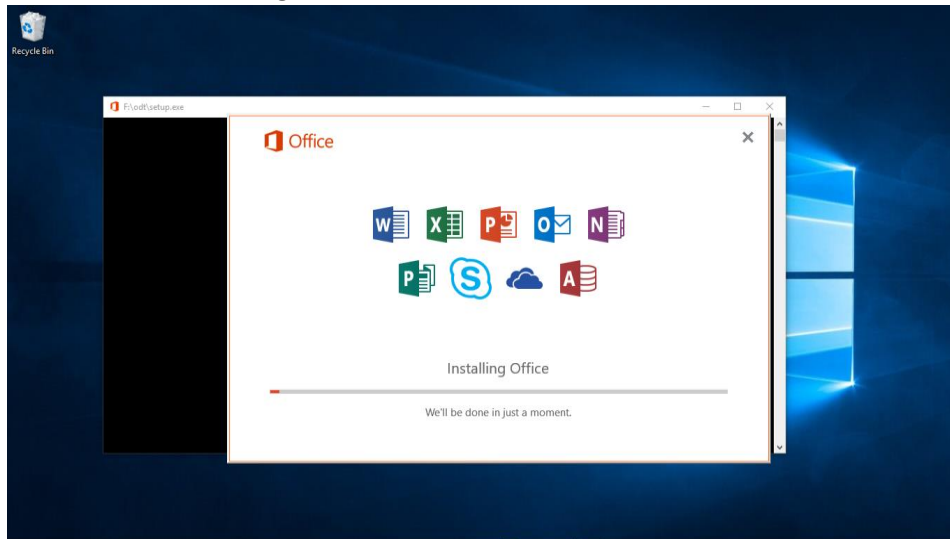 Recycle Bin
F:\odt\setup.exe
Office
W X P O N
P S A
Installing Office
We'll be done in just a moment.